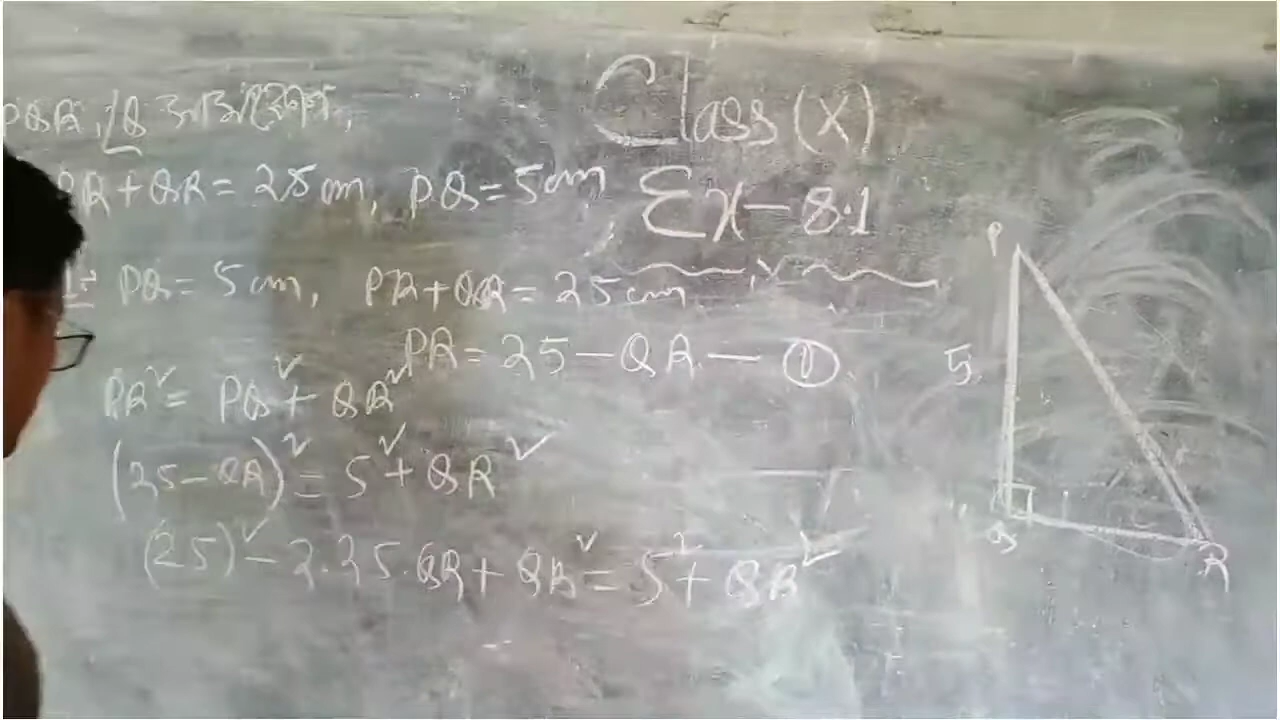 Class (X)
Ex - 8.1
PQR, ∠Q
PR + QR = 25 cm, PQ = 5 cm
PQ = 5 cm, PR + QR = 25 cm
PR = 25 - QR - ①
PR² = PQ² + QR²
(25 - QR)² = 5² + QR²
(25)² - 2.25.QR + QR² = 5² + QR²
P
5
Q
R